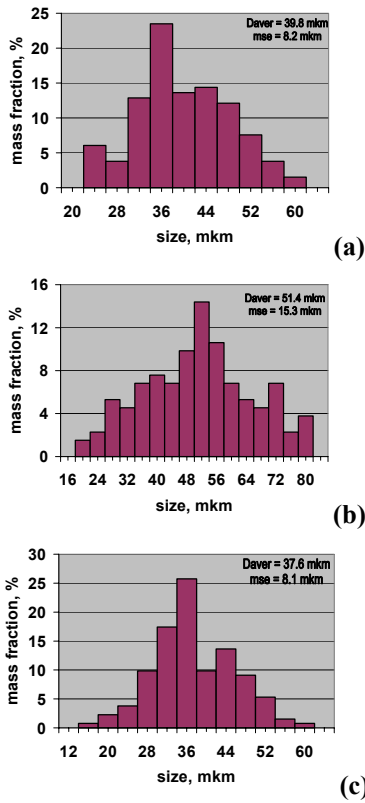 25
20
15
10
5
0
mass fraction, %
Daver = 39.8 mkm
mse = 8.2 mkm
20 28 36 44 52 60
size, mkm
(a)
16
12
8
4
0
mass fraction, %
Daver = 51.4 mkm
mse = 15.3 mkm
16 24 32 40 48 56 64 72 80
size, mkm
(b)
30
25
20
15
10
5
0
mass fraction, %
Daver = 37.6 mkm
mse = 8.1 mkm
12 20 28 36 44 52 60
size, mkm
(c)